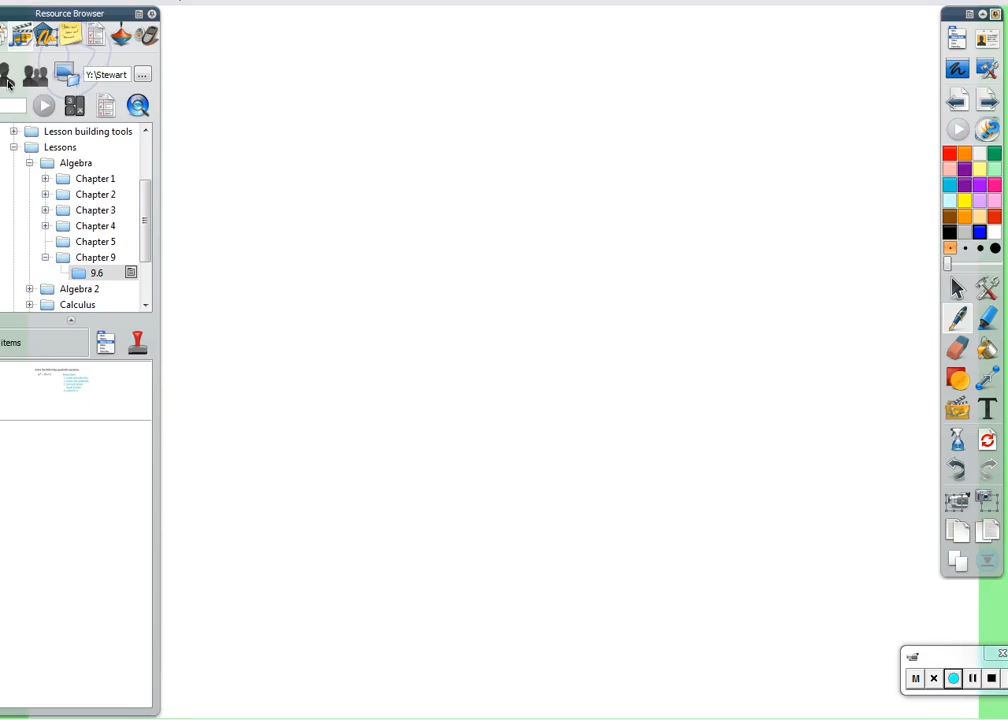 Resource Browser
Y:\Stewart
...
Lesson building tools
Lessons
Algebra
Chapter 1
Chapter 2
Chapter 3
Chapter 4
Chapter 5
Chapter 9
9.6
Algebra 2
Calculus
items
T
M